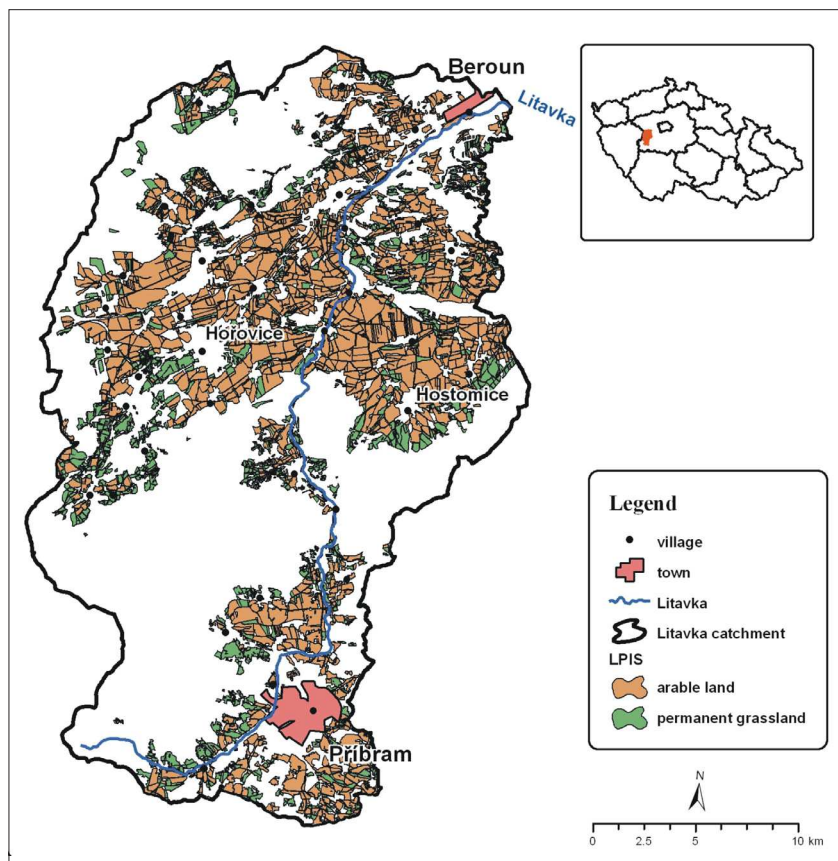 Beroun
Litavka
Hořovice
Hostomice
Příbram
Legend
village
town
Litavka
Litavka catchment
LPIS
arable land
permanent grassland
N
0 2.5 5 10 km